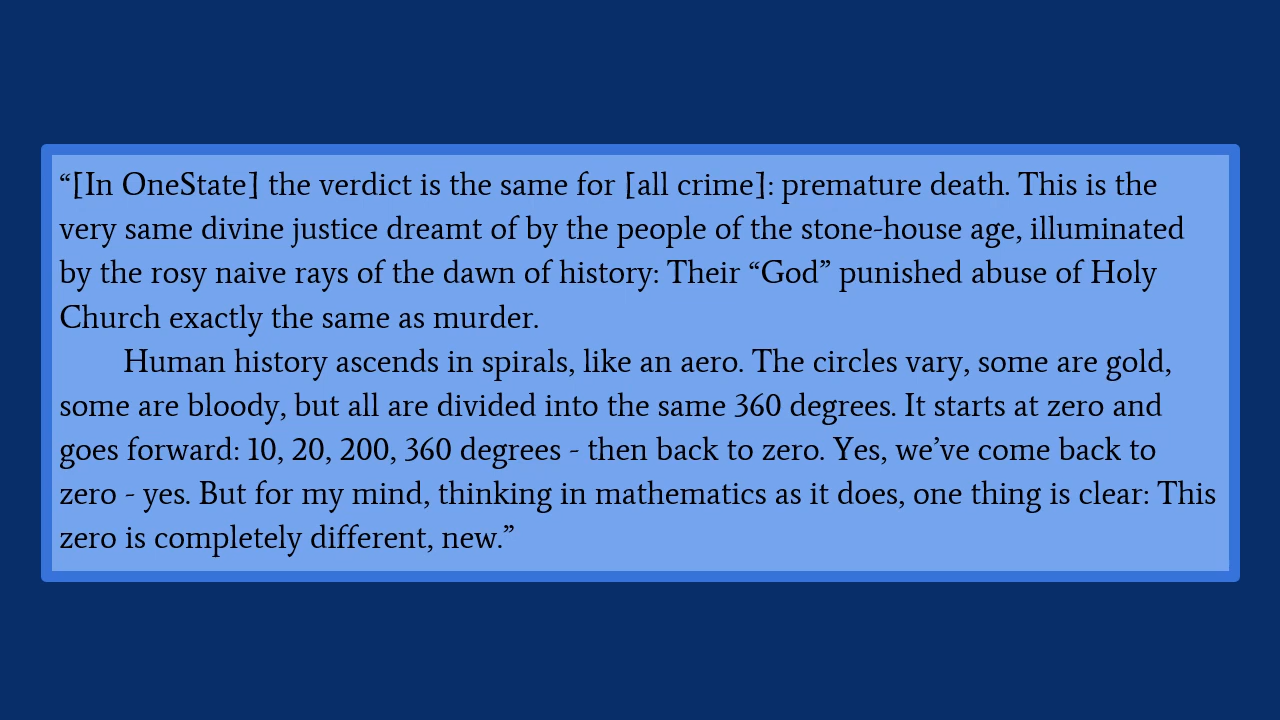 “[In OneState] the verdict is the same for [all crime]: premature death. This is the
very same divine justice dreamt of by the people of the stone-house age, illuminated
by the rosy naive rays of the dawn of history: Their “God” punished abuse of Holy
Church exactly the same as murder.
Human history ascends in spirals, like an aero. The circles vary, some are gold,
some are bloody, but all are divided into the same 360 degrees. It starts at zero and
goes forward: 10, 20, 200, 360 degrees - then back to zero. Yes, we’ve come back to
zero - yes. But for my mind, thinking in mathematics as it does, one thing is clear: This
zero is completely different, new.”